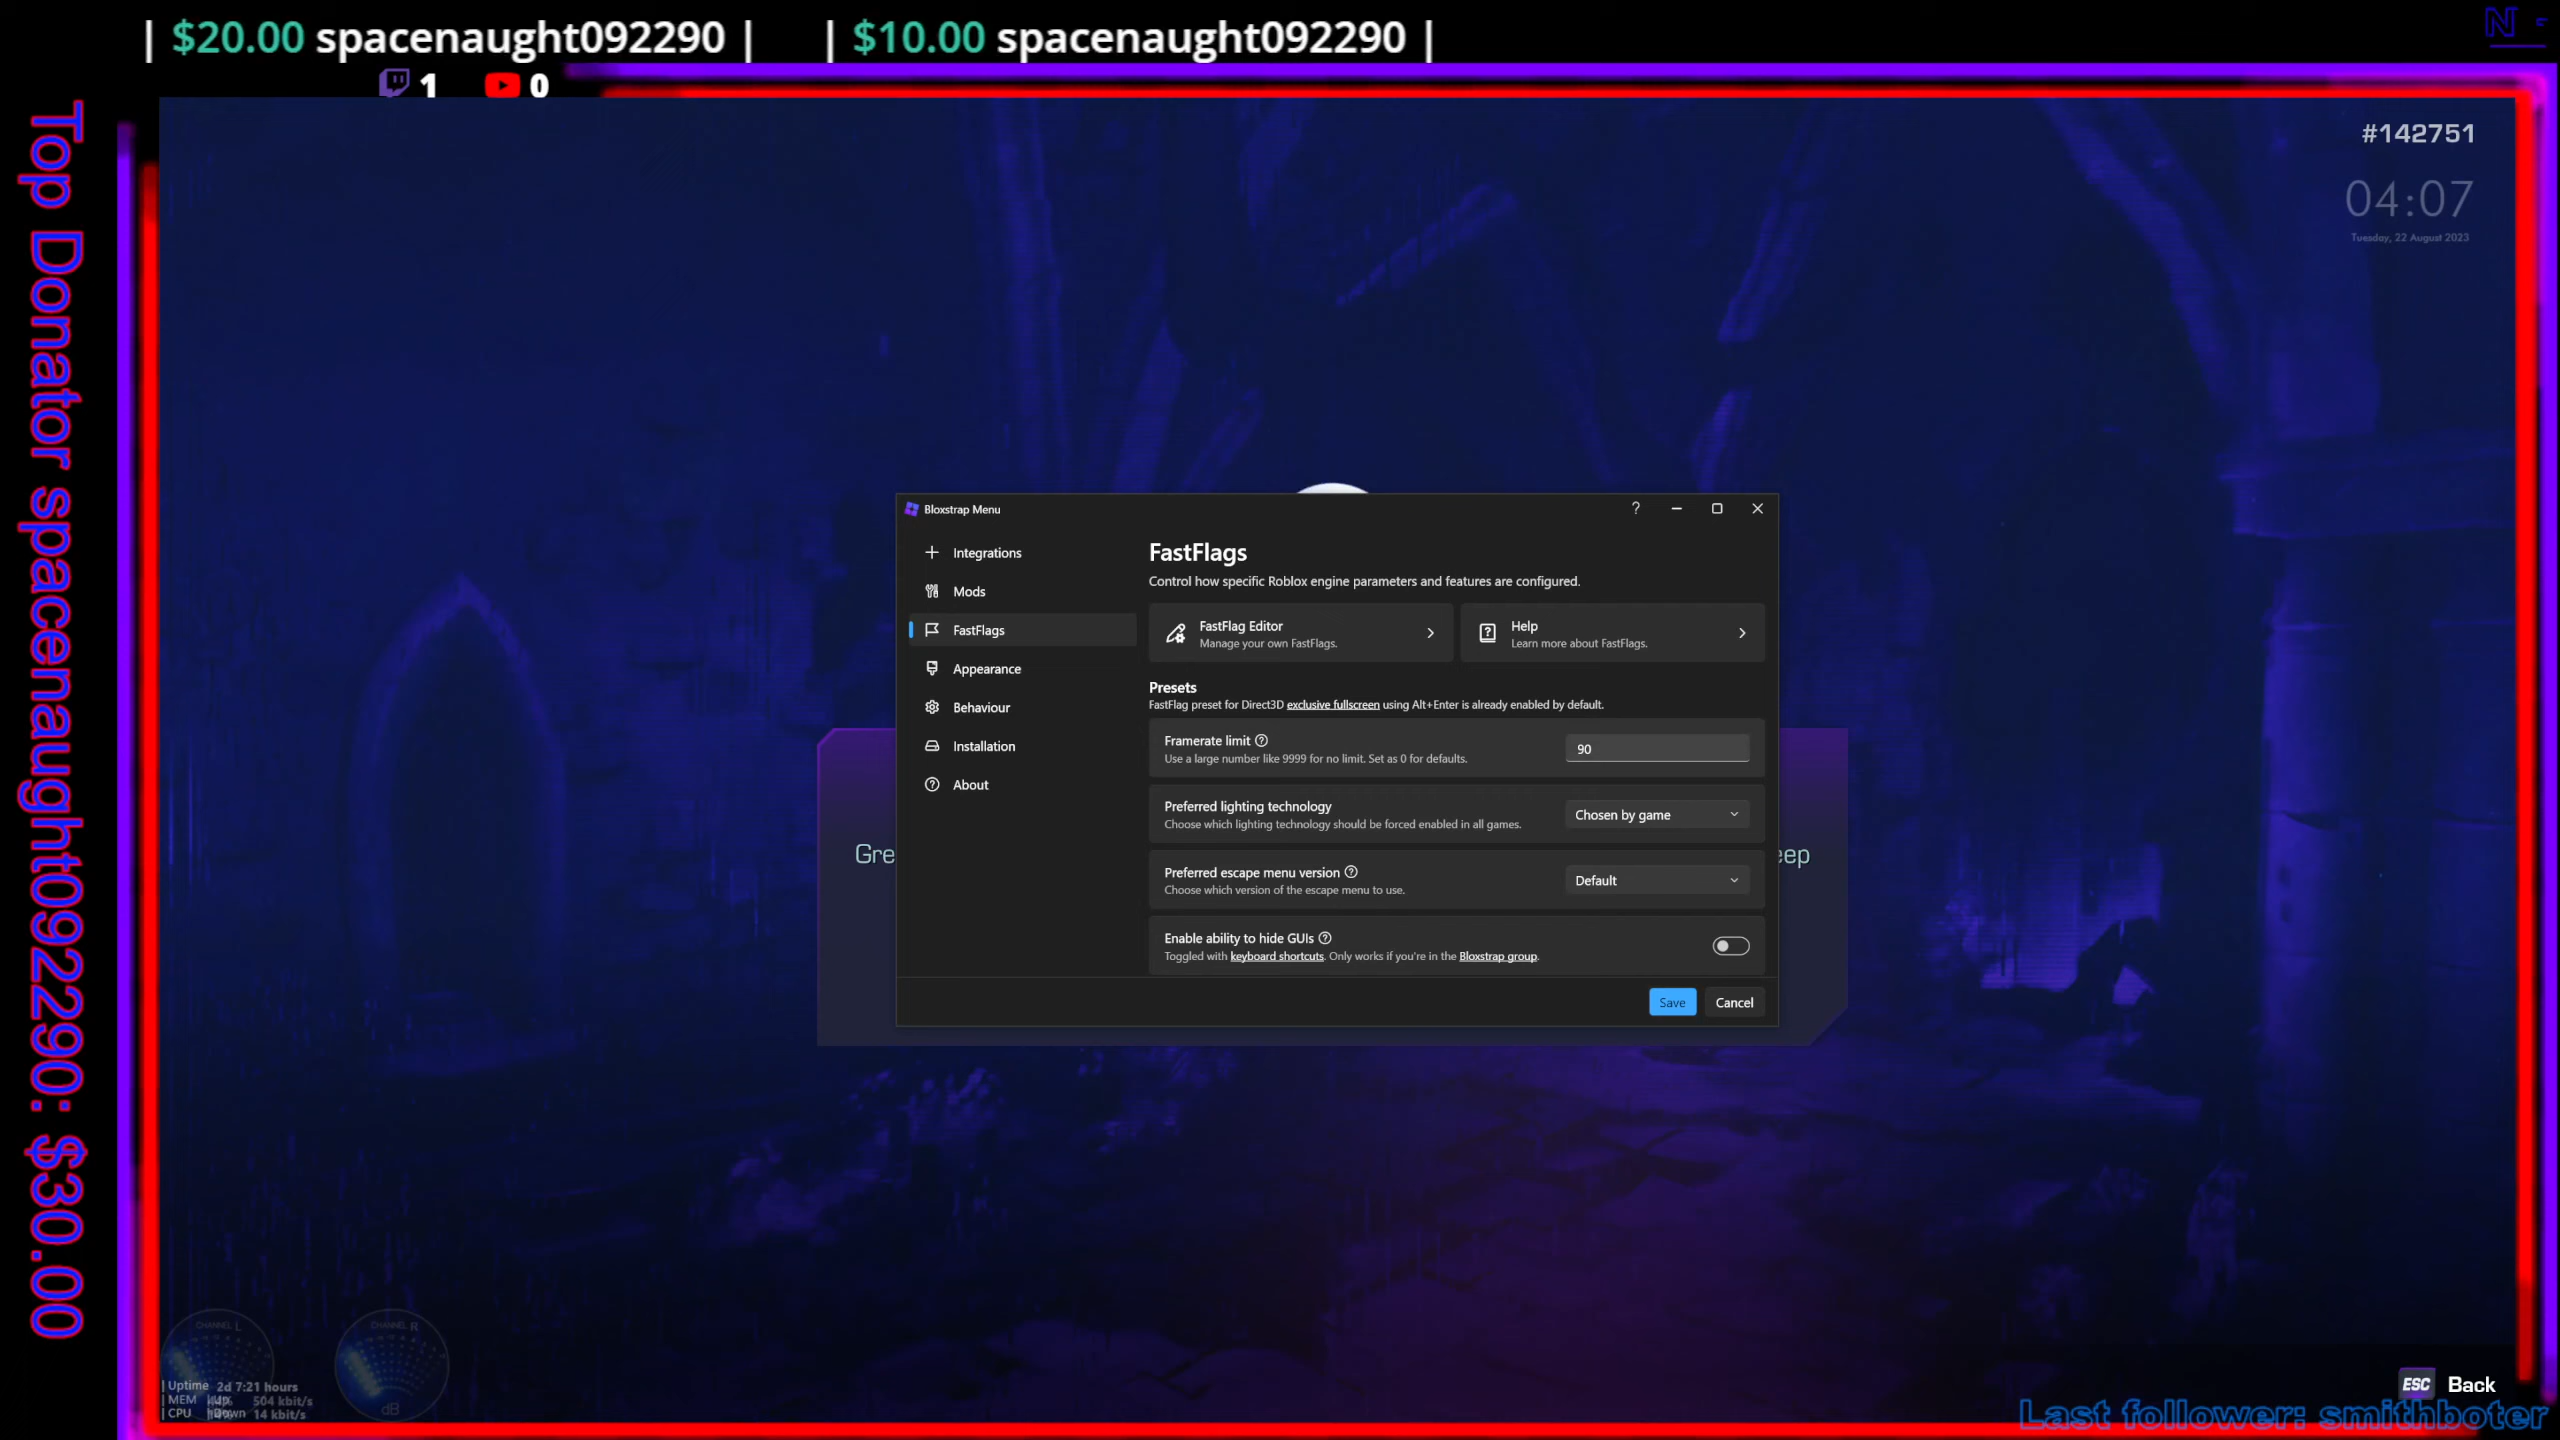 | $20.00 spacenaught092290 | | $10.00 spacenaught092290 |
1 0
Top Donator spacenaught092290: $30.00
#142751
04:07
Tuesday, 22 August 2023
Bloxstrap Menu
Integrations
Mods
FastFlags
Appearance
Behaviour
Installation
About
FastFlags
Control how specific Roblox engine parameters and features are configured.
FastFlag Editor
Manage your own FastFlags.
Help
Learn more about FastFlags.
Presets
FastFlag preset for Direct3D exclusive fullscreen using Alt+Enter is already enabled by default.
Framerate limit
Use a large number like 9999 for no limit. Set as 0 for defaults.
90
Preferred lighting technology
Choose which lighting technology should be forced enabled in all games.
Chosen by game
Preferred escape menu version
Choose which version of the escape menu to use.
Default
Enable ability to hide GUIs
Toggled with keyboard shortcuts. Only works if you're in the Bloxstrap group.
Save
Cancel
Gre
eep
CHANNEL L
CHANNEL R
dB
| Uptime 2d 7:21 hours
| MEM 504 kbit/s
| CPU 14 kbit/s
ESC Back
Last follower: smithboter